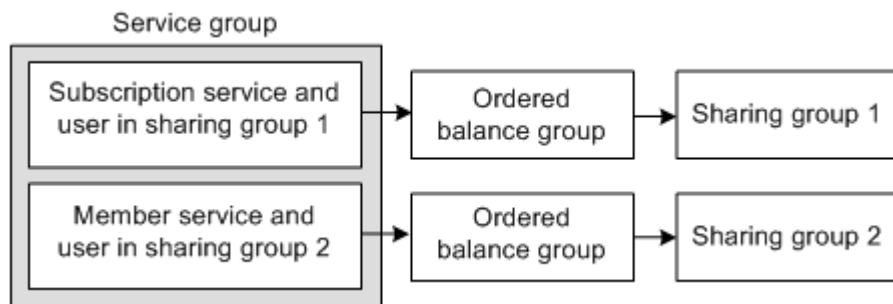 Service group
Subscription service and
user in sharing group 1
Ordered
balance group
Sharing group 1
Member service and
user in sharing group 2
Ordered
balance group
Sharing group 2